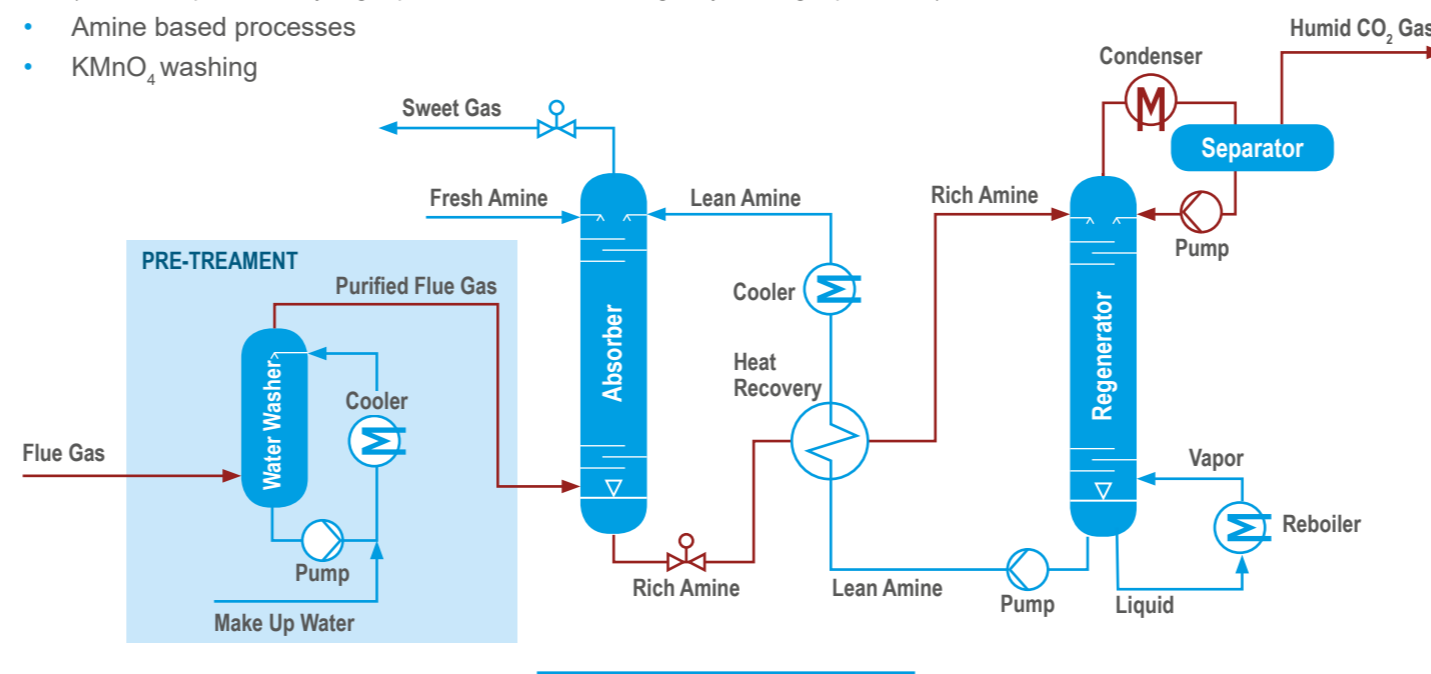 • Amine based processes
• KMnO₄ washing
Humid CO₂ Gas
Condenser
Separator
Sweet Gas
Fresh Amine
Lean Amine
Rich Amine
Pump
PRE-TREAMENT
Purified Flue Gas
Cooler
Absorber
Regenerator
Heat
Recovery
Water Washer
Cooler
Flue Gas
Vapor
Reboiler
Pump
Rich Amine
Lean Amine
Pump
Liquid
Make Up Water